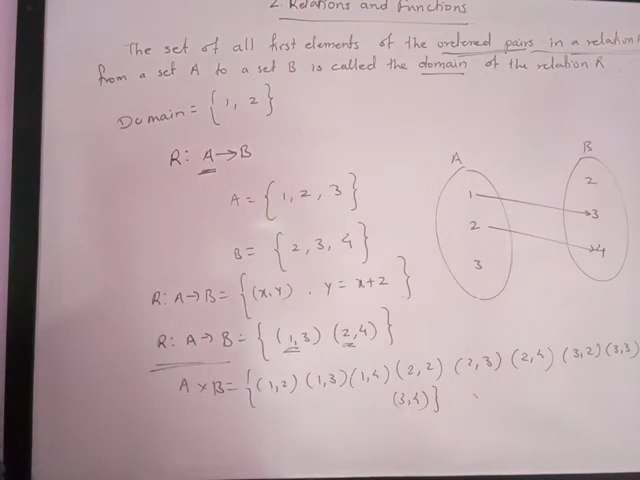 2. Relations and Functions
The set of all first elements of the ordered pairs in a relation R
from a set A to a set B is called the domain of the relation R
Domain = {1, 2}
R: A→B
A = {1, 2, 3}
B = {2, 3, 4}
R: A→B = {(x, y) . y = x+2}
R: A→B = {(1,3) (2,4)}
A×B = {(1,2) (1,3) (1,4) (2,2) (2,3) (2,4) (3,2) (3,3)
(3,4)}
A
1
2
3
B
2
3
4